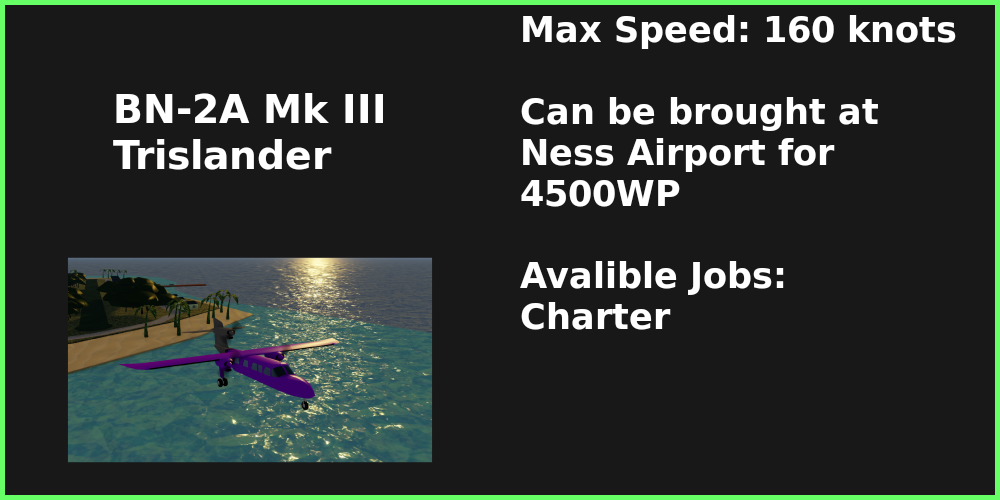 BN-2A Mk III
Trislander
Max Speed: 160 knots
Can be brought at
Ness Airport for
4500WP
Avalible Jobs:
Charter